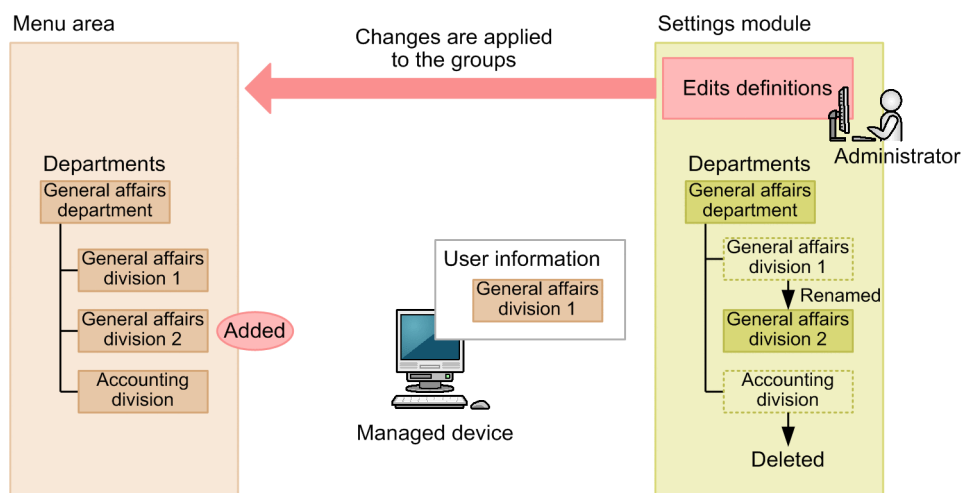 Menu area
Settings module
Changes are applied
to the groups
Edits definitions
Administrator
Departments
General affairs
department
General affairs
division 1
General affairs
division 2
Added
Accounting
division
User information
General affairs
division 1
Managed device
Departments
General affairs
department
General affairs
division 1
Renamed
General affairs
division 2
Accounting
division
Deleted